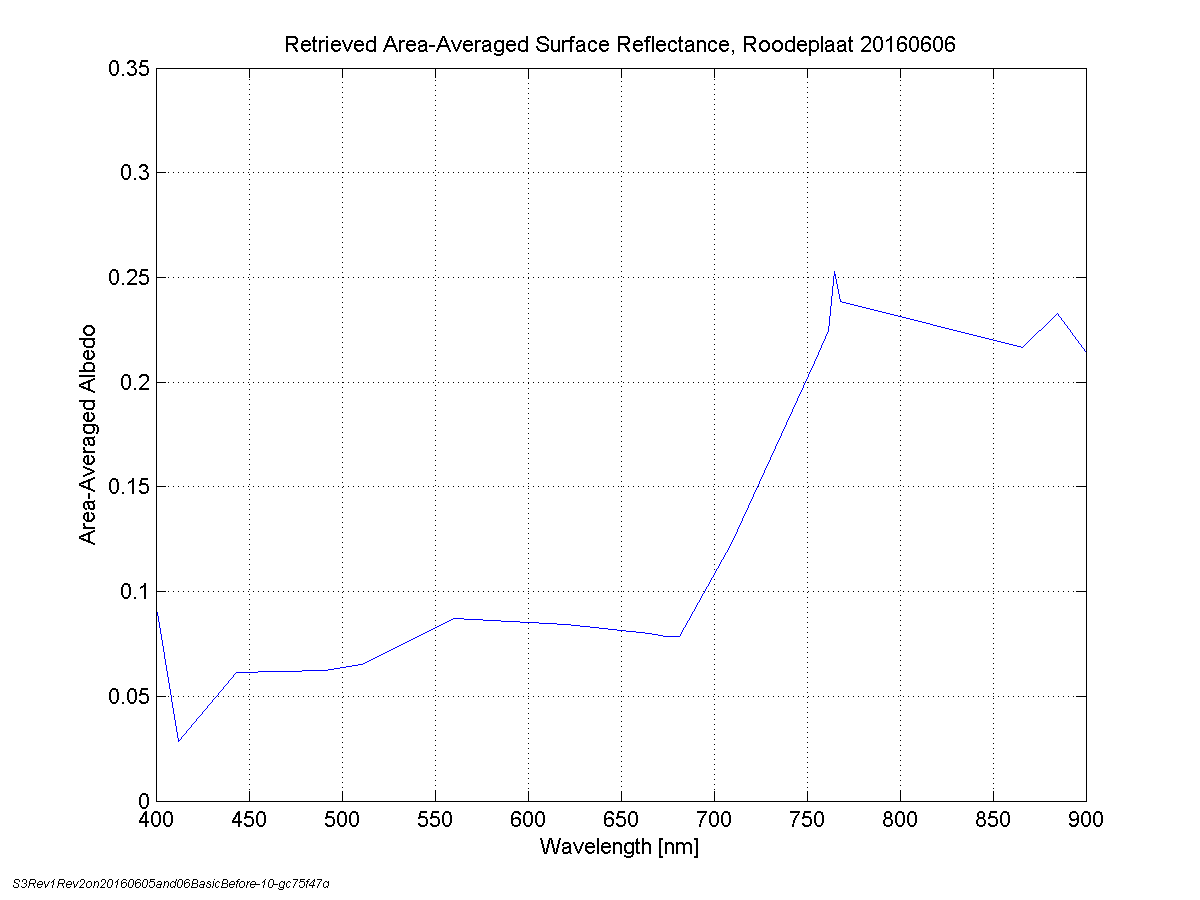 Retrieved Area-Averaged Surface Reflectance, Roodeplaat 20160606
0.35
0.3
0.25
0.2
0.15
0.1
0.05
0
Area-Averaged Albedo
400 450 500 550 600 650 700 750 800 850 900
Wavelength [nm]
S3Rev1Rev2on20160605and06BasicBefore-10-gc75f47a